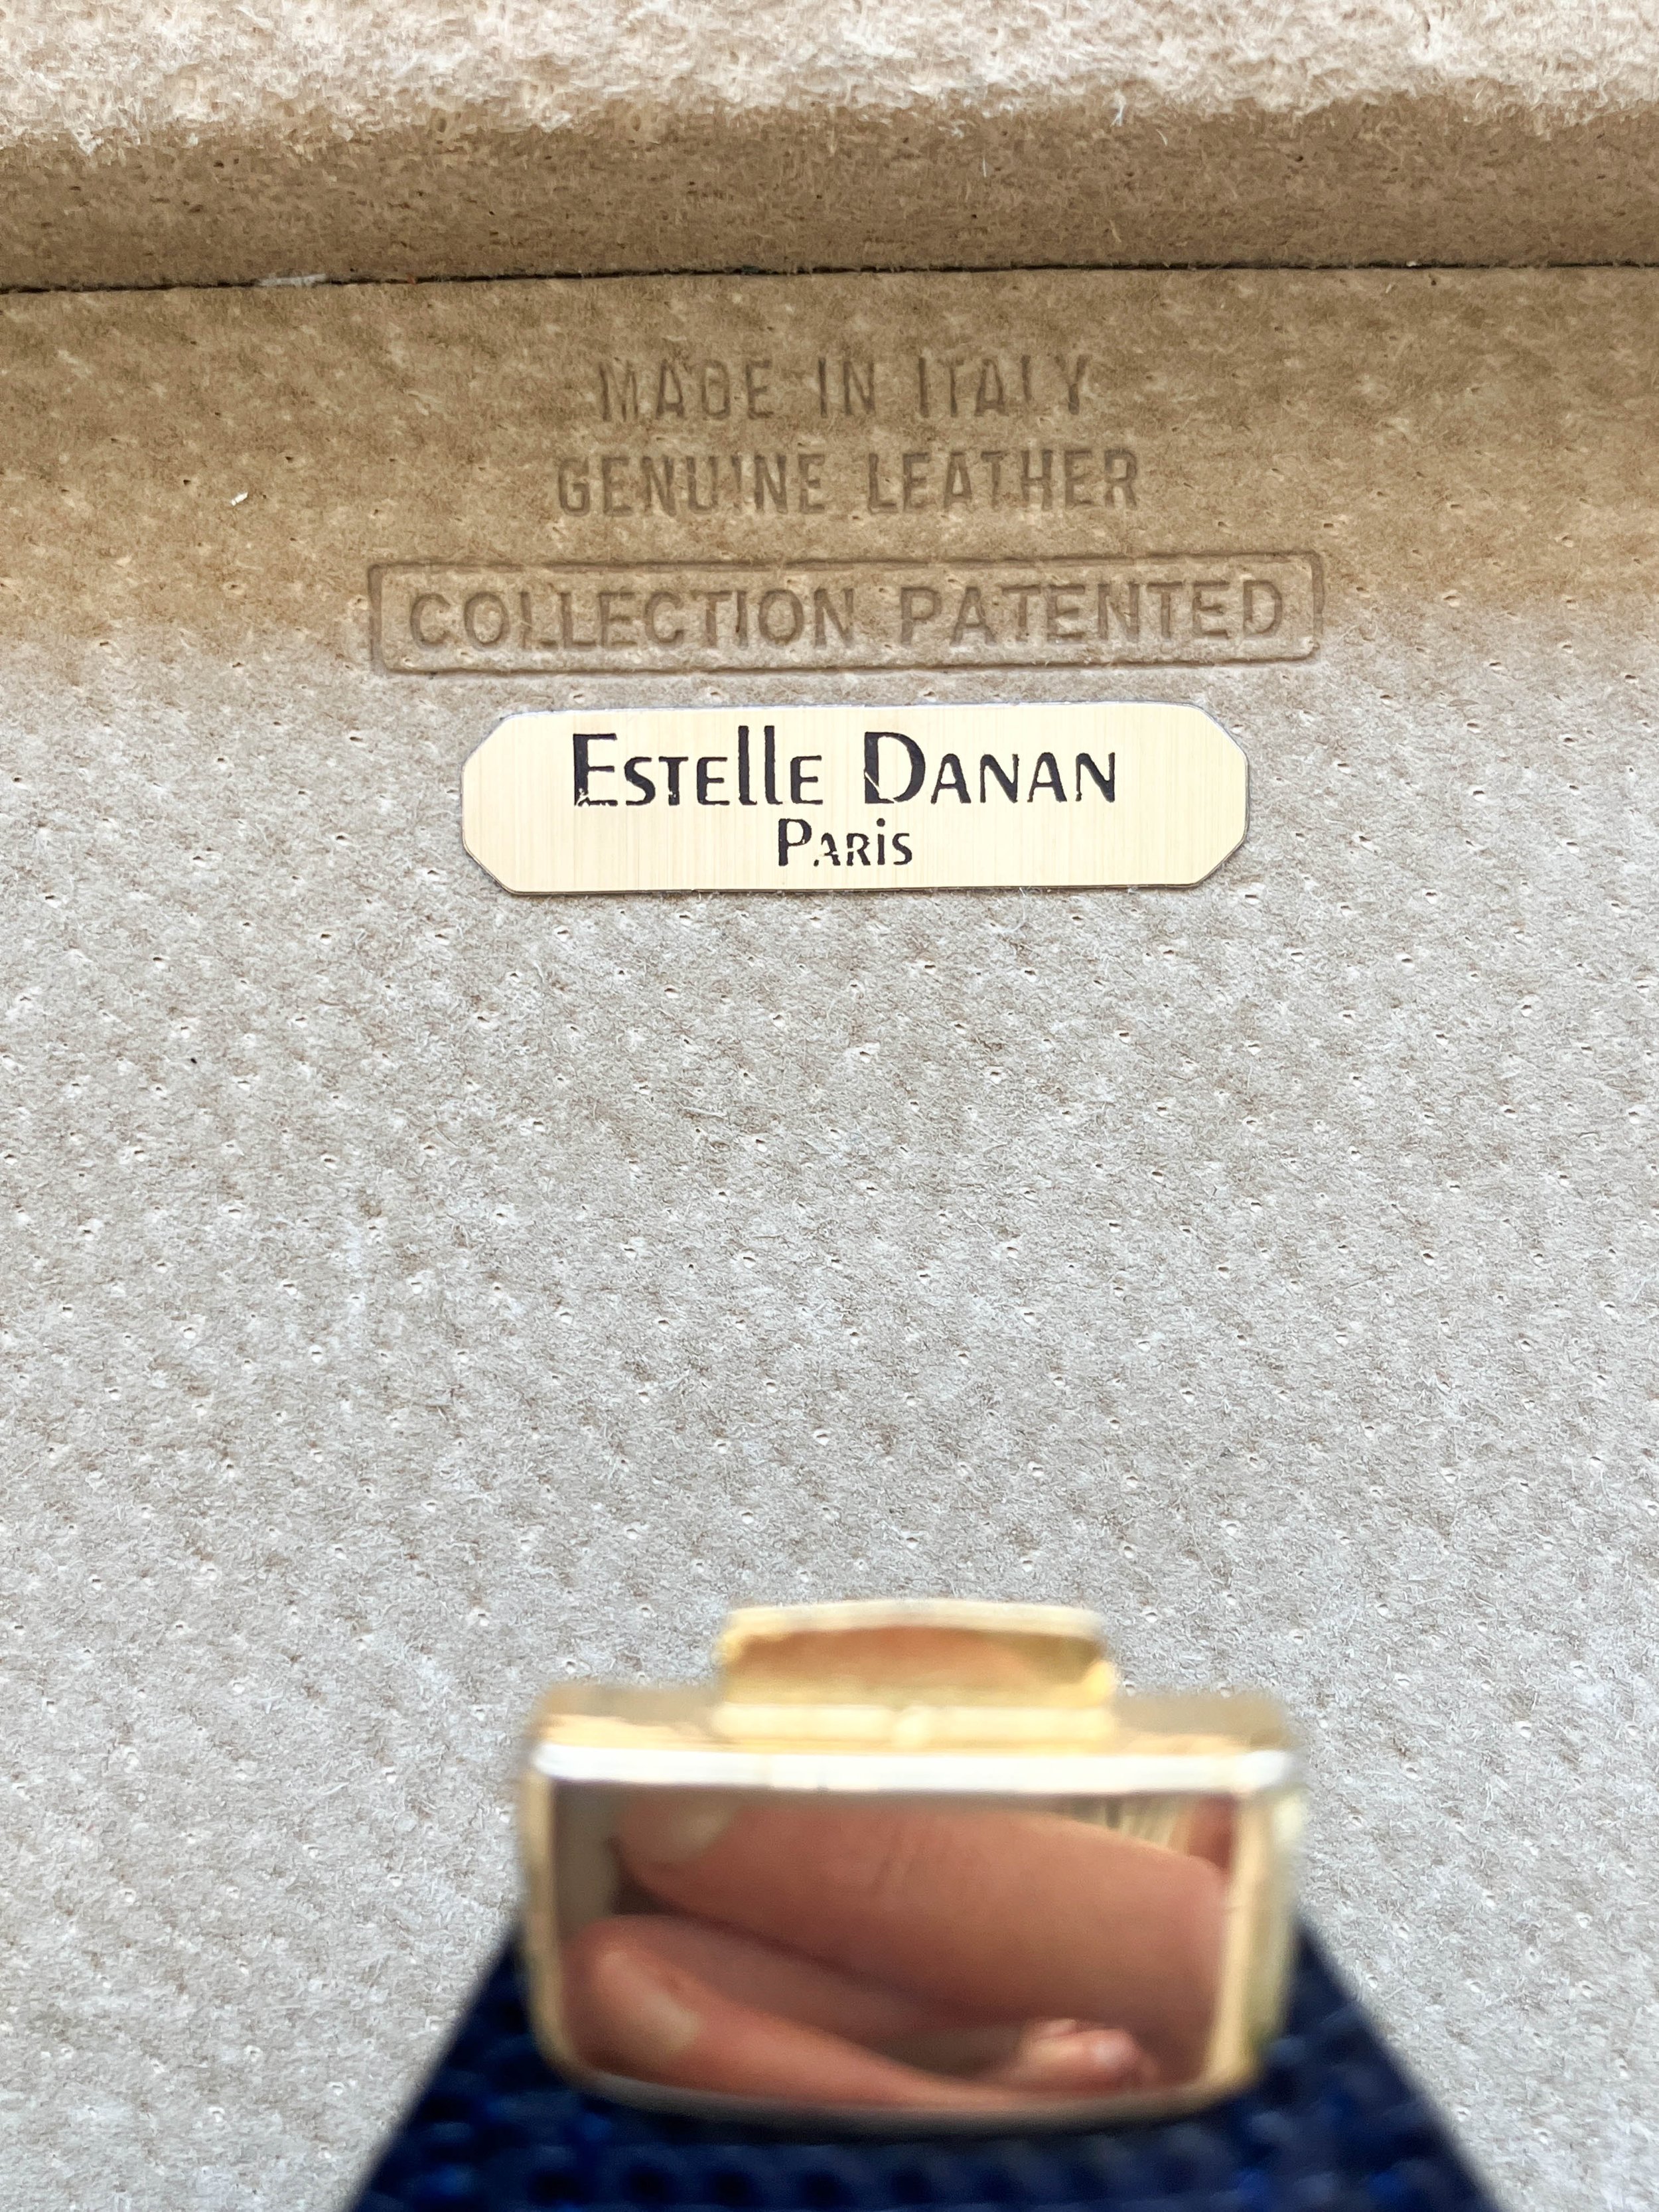 MADE IN ITALY
GENUINE LEATHER
COLLECTION PATENTED
Estelle Danan
Paris